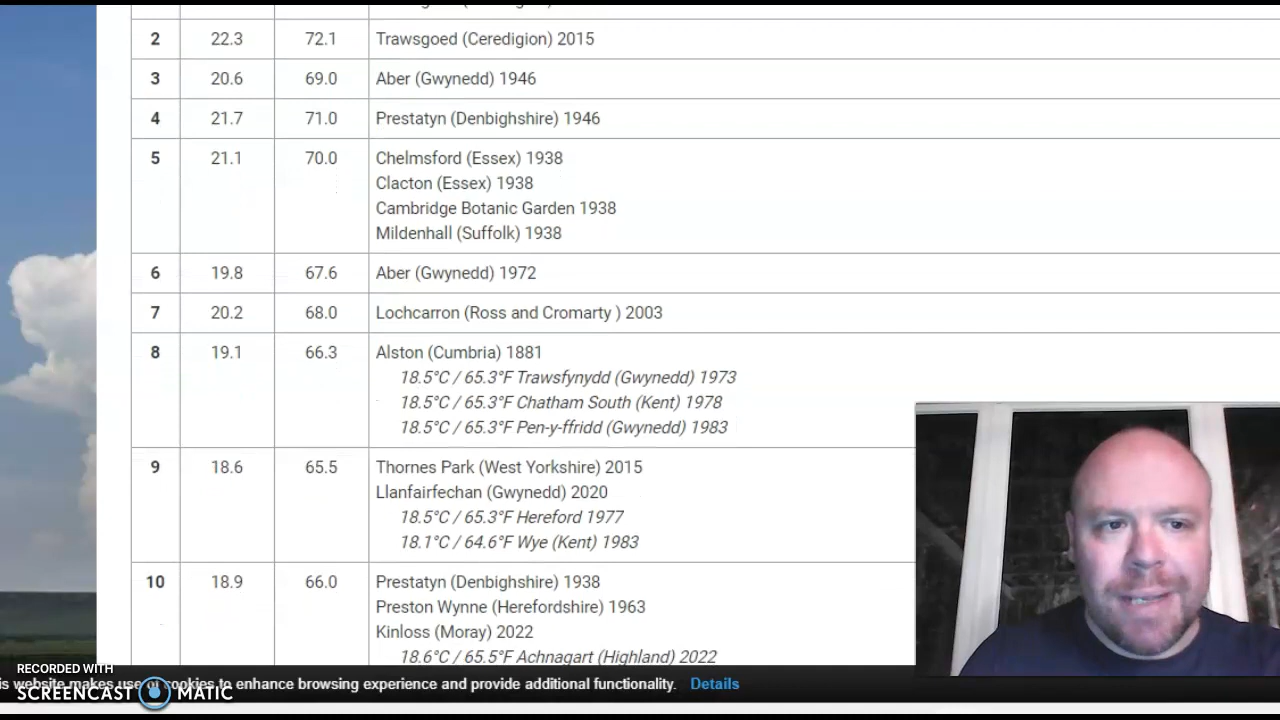 2 22.3 72.1 Trawsgoed (Ceredigion) 2015
3 20.6 69.0 Aber (Gwynedd) 1946
4 21.7 71.0 Prestatyn (Denbighshire) 1946
5 21.1 70.0 Chelmsford (Essex) 1938
Clacton (Essex) 1938
Cambridge Botanic Garden 1938
Mildenhall (Suffolk) 1938
6 19.8 67.6 Aber (Gwynedd) 1972
7 20.2 68.0 Lochcarron (Ross and Cromarty ) 2003
8 19.1 66.3 Alston (Cumbria) 1881
18.5°C / 65.3°F Trawsfynydd (Gwynedd) 1973
18.5°C / 65.3°F Chatham South (Kent) 1978
18.5°C / 65.3°F Pen-y-ffridd (Gwynedd) 1983
9 18.6 65.5 Thornes Park (West Yorkshire) 2015
Llanfairfechan (Gwynedd) 2020
18.5°C / 65.3°F Hereford 1977
18.1°C / 64.6°F Wye (Kent) 1983
10 18.9 66.0 Prestatyn (Denbighshire) 1938
Preston Wynne (Herefordshire) 1963
Kinloss (Moray) 2022
18.6°C / 65.5°F Achnagart (Highland) 2022
RECORDED WITH
s website makes use of cookies to enhance browsing experience and provide additional functionality. Details
SCREENCAST MATIC